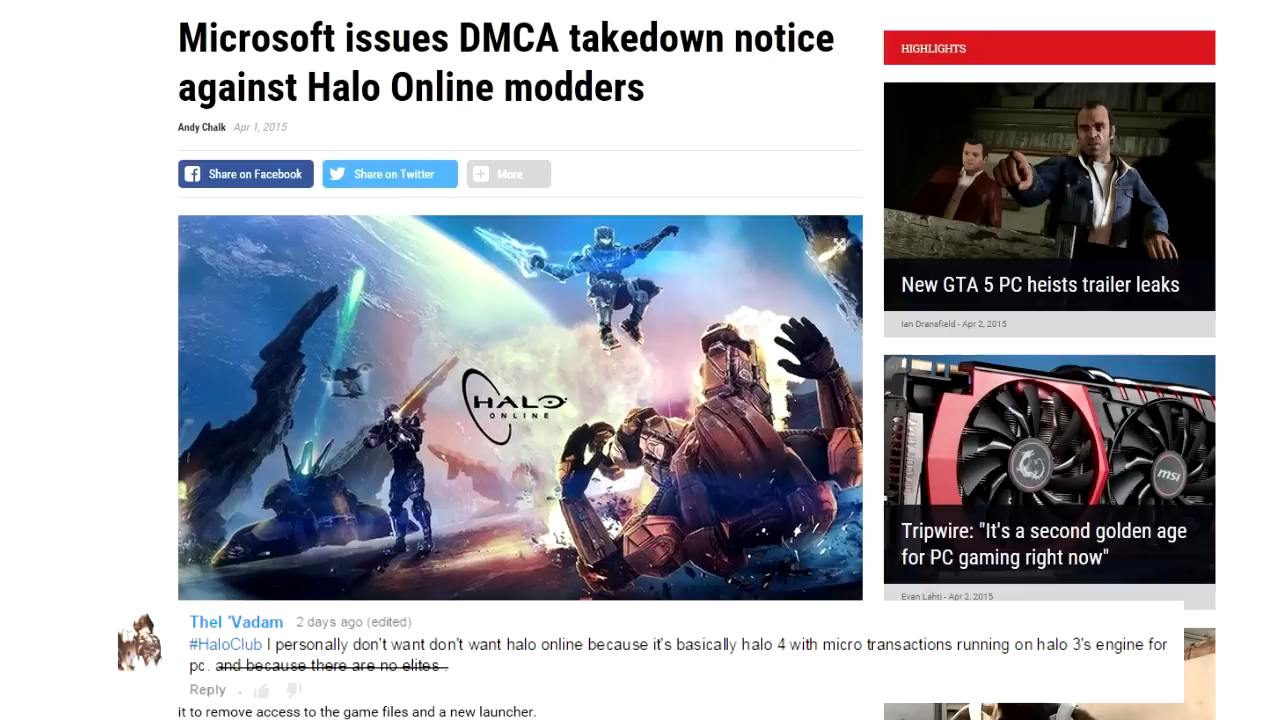 Microsoft issues DMCA takedown notice
against Halo Online modders
Andy Chalk Apr 1, 2015
Share on Facebook
Share on Twitter
More
HALO
ONLINE
HIGHLIGHTS
New GTA 5 PC heists trailer leaks
Ian Dransfield - Apr 2, 2015
msi
Tripwire: "It's a second golden age
for PC gaming right now"
Evan Lahti - Apr 2, 2015
Thel 'Vadam 2 days ago (edited)
#HaloClub I personally don't want don't want halo online because it's basically halo 4 with micro transactions running on halo 3's engine for
pc. and because there are no elites .
Reply
it to remove access to the game files and a new launcher.